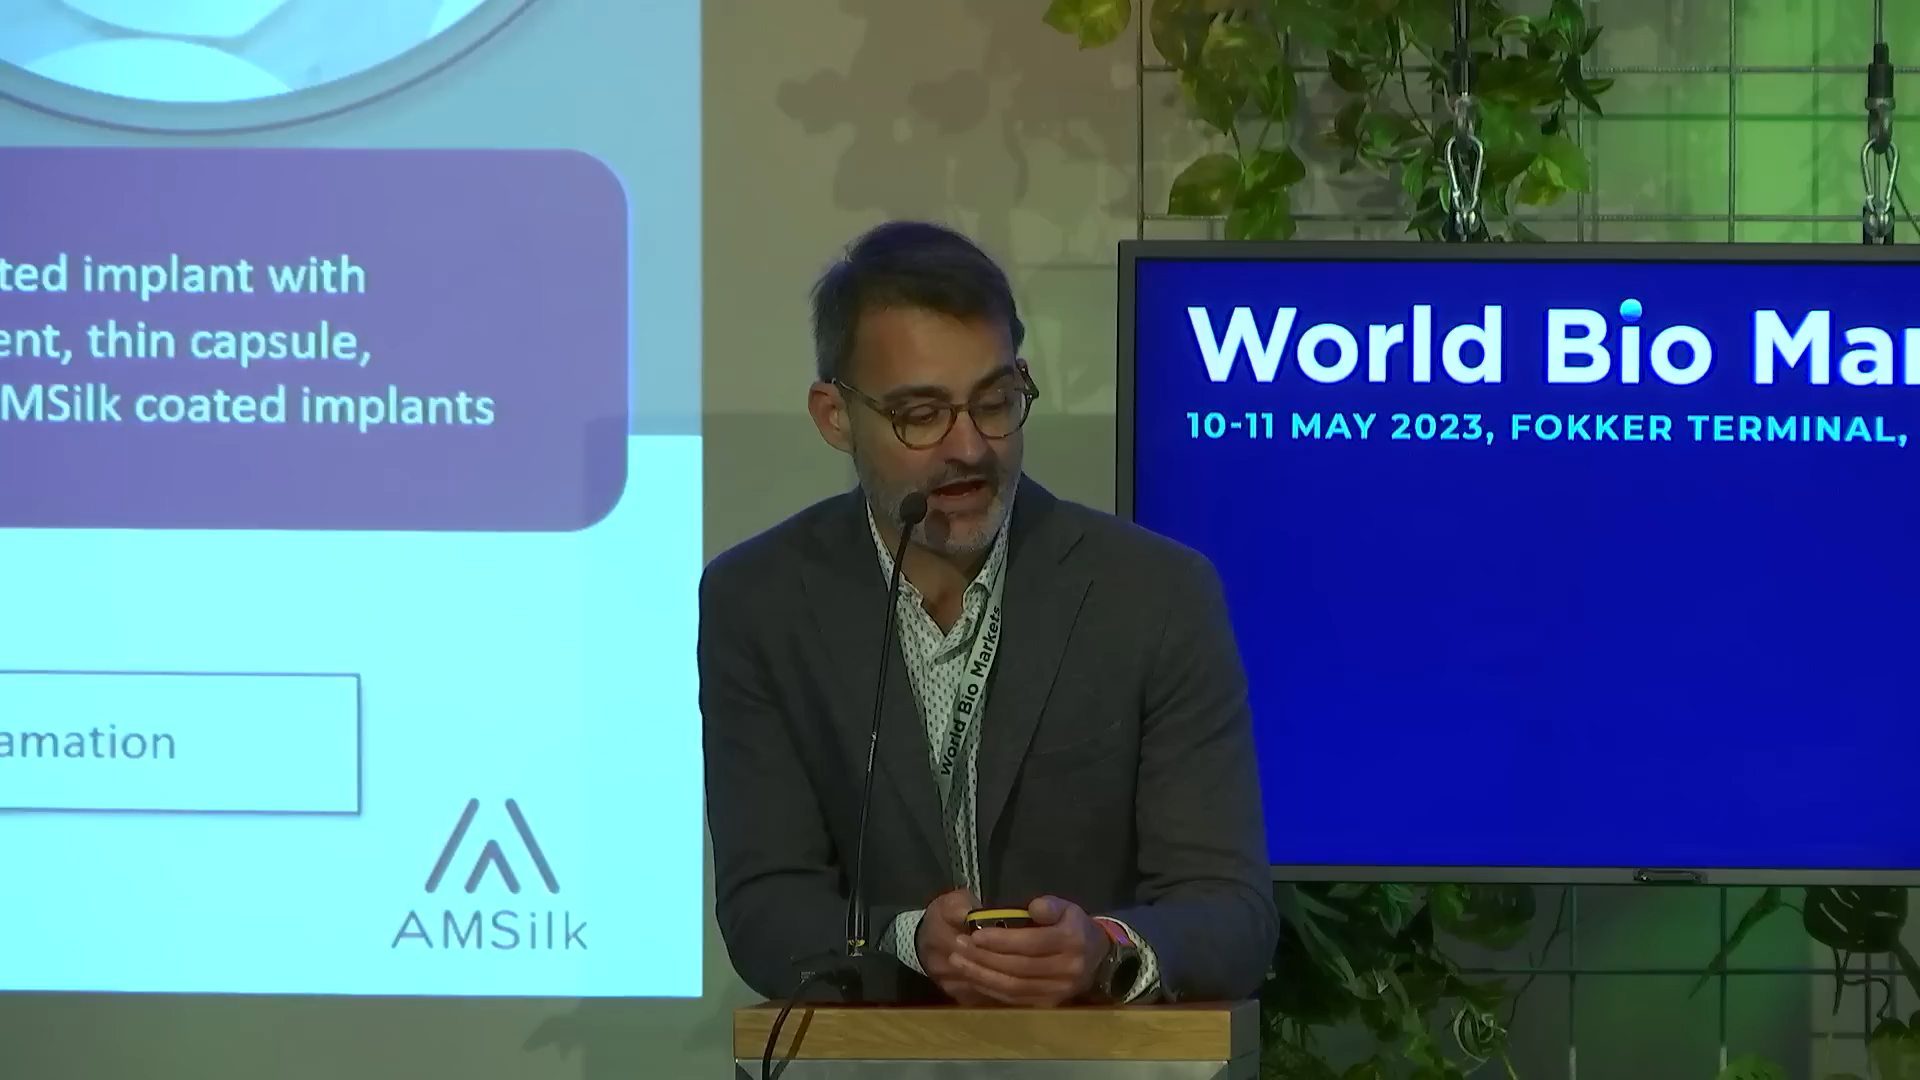 ted implant with
ent, thin capsule,
MSilk coated implants
amation
AMSilk
World Bio Mar
10-11 MAY 2023, FOKKER TERMINAL,
World Bio Markets